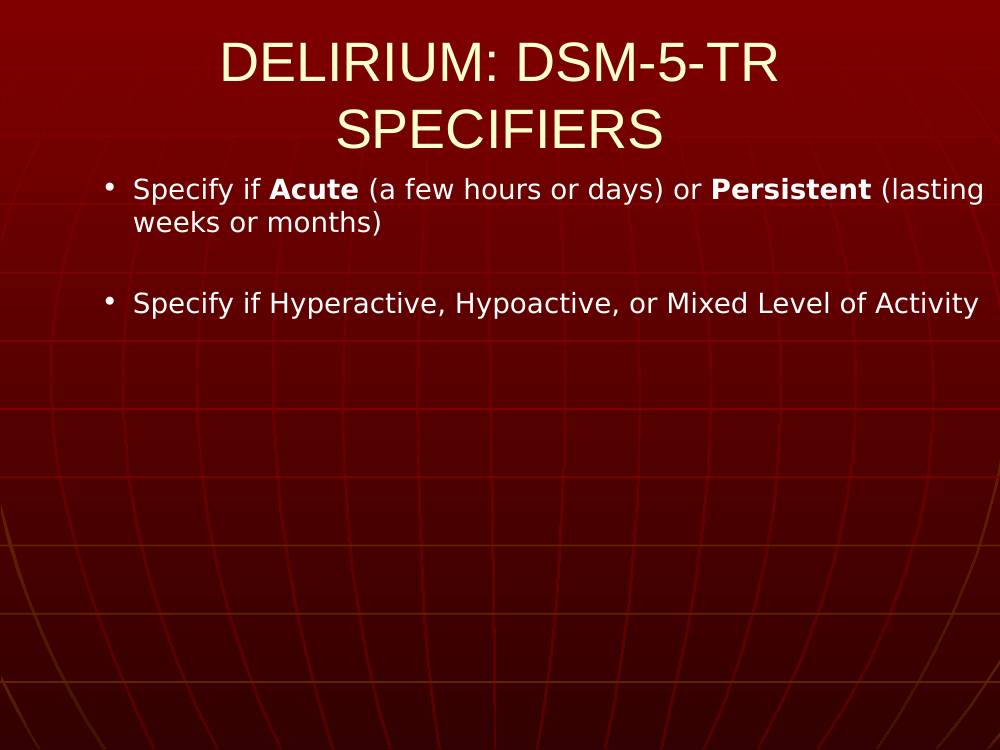 DELIRIUM: DSM-5-TR
SPECIFIERS
• Specify if Acute (a few hours or days) or Persistent (lasting
weeks or months)
• Specify if Hyperactive, Hypoactive, or Mixed Level of Activity